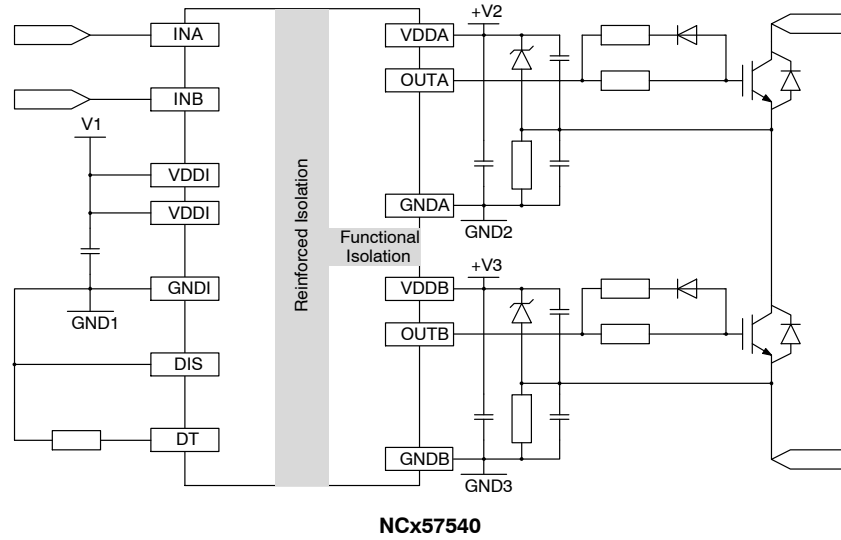 INA
INB
V1
VDDI
VDDI
GNDI
GND1
DIS
DT
Reinforced Isolation
Functional
Isolation
+V2
VDDA
OUTA
GNDA
GND2
+V3
VDDB
OUTB
GNDB
GND3
NCx57540